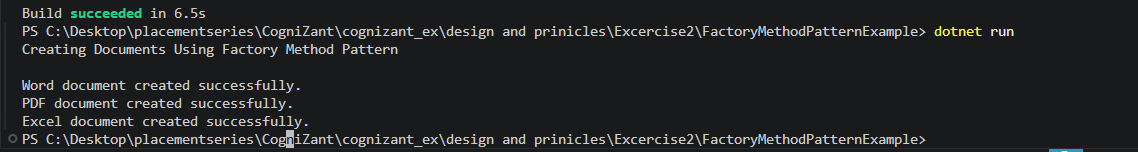 Build succeeded in 6.5s
PS C:\Desktop\placementseries\CogniZant\cognizant_ex\design and prinicles\Excercise2\FactoryMethodPatternExample> dotnet run
Creating Documents Using Factory Method Pattern
Word document created successfully.
PDF document created successfully.
Excel document created successfully.
PS C:\Desktop\placementseries\CogniZant\cognizant_ex\design and prinicles\Excercise2\FactoryMethodPatternExample>